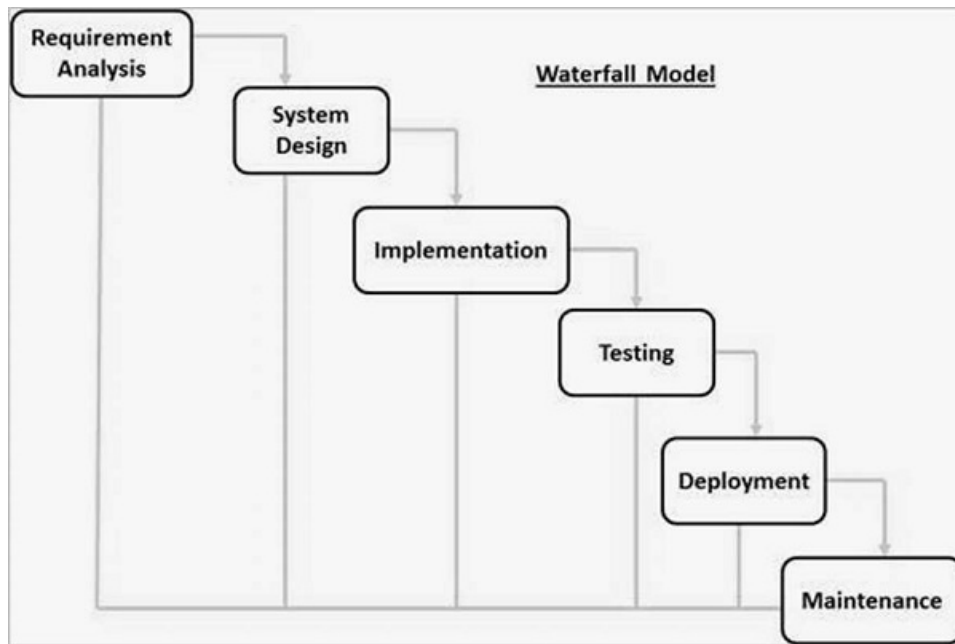 Requirement
Analysis
Waterfall Model
System
Design
Implementation
Testing
Deployment
Maintenance